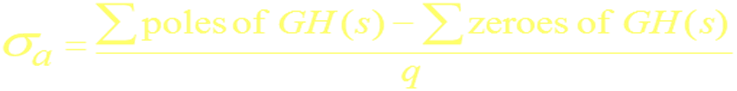 σₐ = (∑ poles of GH(s) − ∑ zeroes of GH(s)) / q